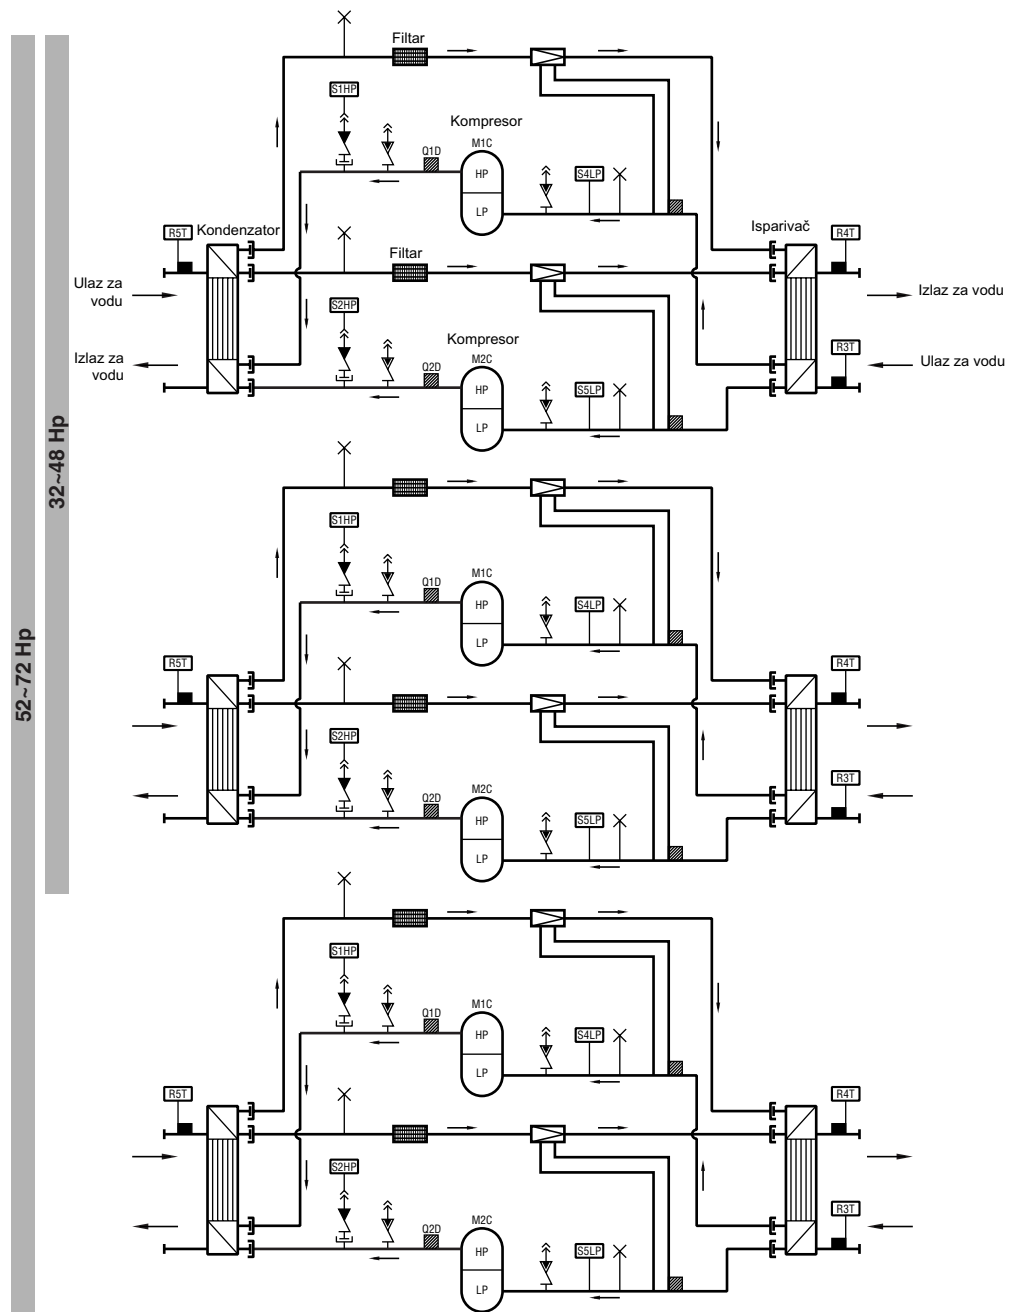 Filtar
S1HP
Kompresor
Q1D
M1C
HP
S4LP
LP
R5T
Kondenzator
Isparivač
R4T
Filtar
Ulaz za
vodu
Izlaz za vodu
S2HP
Kompresor
R3T
Izlaz za
vodu
Q2D
M2C
Ulaz za vodu
HP
S5LP
LP
32~48 Hp
S1HP
Q1D
M1C
HP
S4LP
LP
52~72 Hp
R5T
R4T
S2HP
Q2D
M2C
R3T
HP
S5LP
LP
S1HP
Q1D
M1C
HP
S4LP
LP
R5T
R4T
S2HP
Q2D
M2C
R3T
HP
S5LP
LP